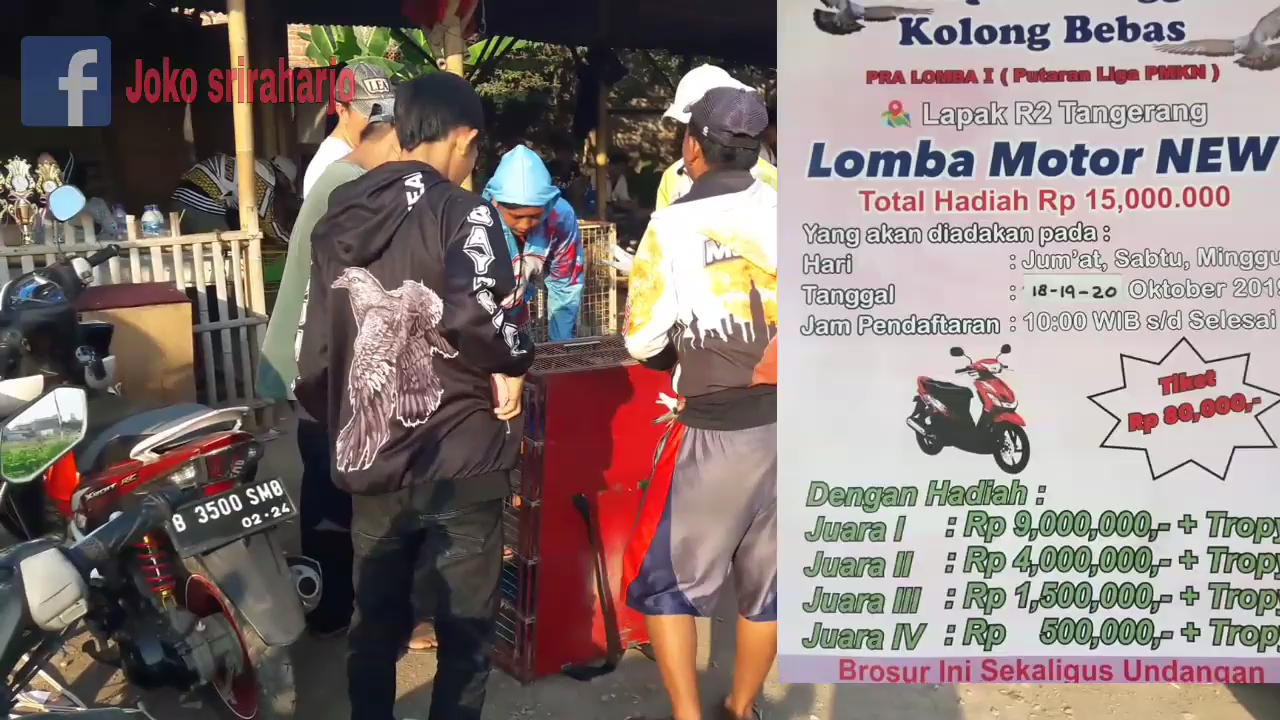 f
Joko sriraharjo
LEA
B 3500 SMB
02-24
Kolong Bebas
PRA LOMBA I ( Putaran Liga PMKN )
Lapak R2 Tangerang
Lomba Motor NEW
Total Hadiah Rp 15,000.000
Yang akan diadakan pada :
Hari : Jum'at, Sabtu, Minggu
Tanggal : 18-19-20 Oktober 2019
Jam Pendaftaran : 10:00 WIB s/d Selesai
Tiket
Rp 80,000,-
Dengan Hadiah :
Juara I : Rp 9,000,000,- + Tropy
Juara II : Rp 4,000,000,- + Tropy
Juara III : Rp 1,500,000,- + Tropy
Juara IV : Rp 500,000,- + Tropy
Brosur Ini Sekaligus Undangan